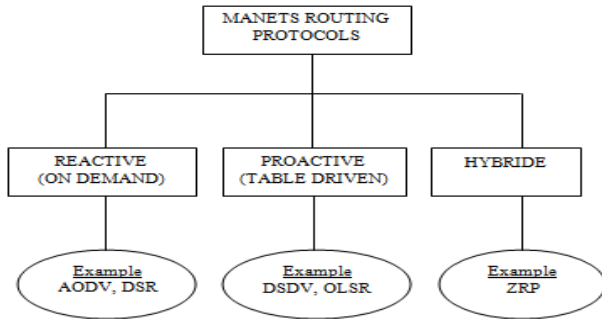 MANETS ROUTING
PROTOCOLS
REACTIVE
(ON DEMAND)
PROACTIVE
(TABLE DRIVEN)
HYBRIDE
Example
AODV, DSR
Example
DSDV, OLSR
Example
ZRP